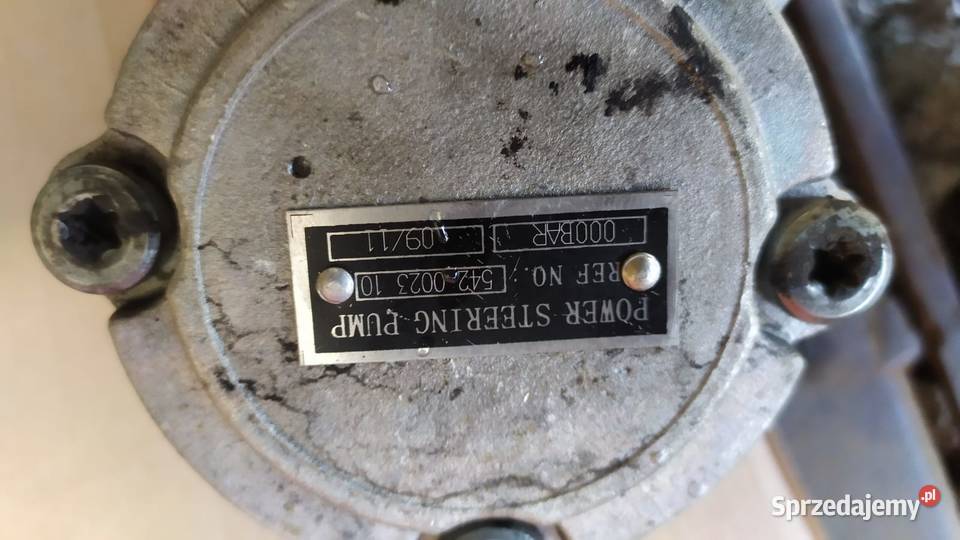 POWER STEERING PUMP
REF NO.: 542 0023 10
000BAR 09/11
Sprzedajemy.pl